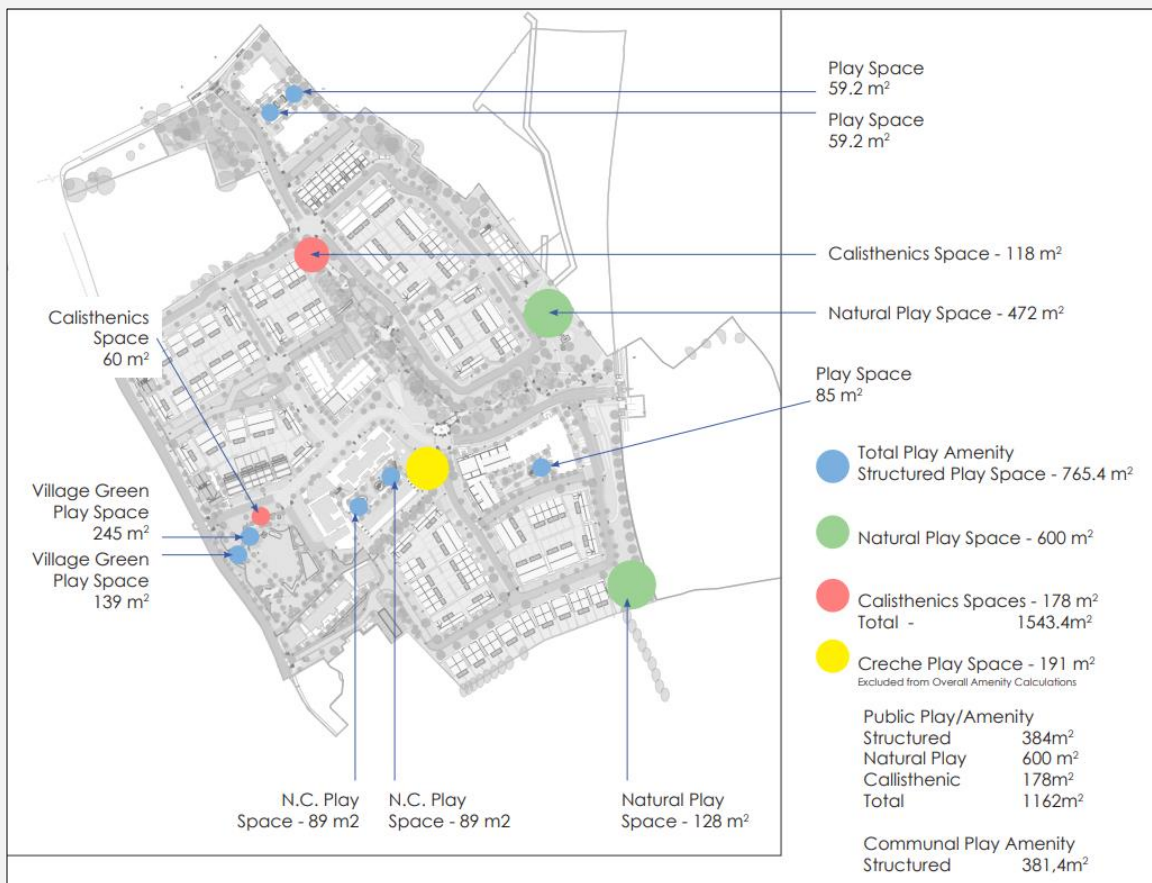 Play Space
59.2 m²
Play Space
59.2 m²
Calisthenics Space - 118 m²
Natural Play Space - 472 m²
Play Space
85 m²
Calisthenics
Space
60 m²
Village Green
Play Space
245 m²
Village Green
Play Space
139 m²
N.C. Play
Space - 89 m2
N.C. Play
Space - 89 m2
Natural Play
Space - 128 m²
Total Play Amenity
Structured Play Space - 765.4 m²
Natural Play Space - 600 m²
Calisthenics Spaces - 178 m²
Total - 1543.4m²
Creche Play Space - 191 m²
Excluded from Overall Amenity Calculations
Public Play/Amenity
Structured 384m²
Natural Play 600 m²
Callisthenic 178m²
Total 1162m²
Communal Play Amenity
Structured 381,4m²